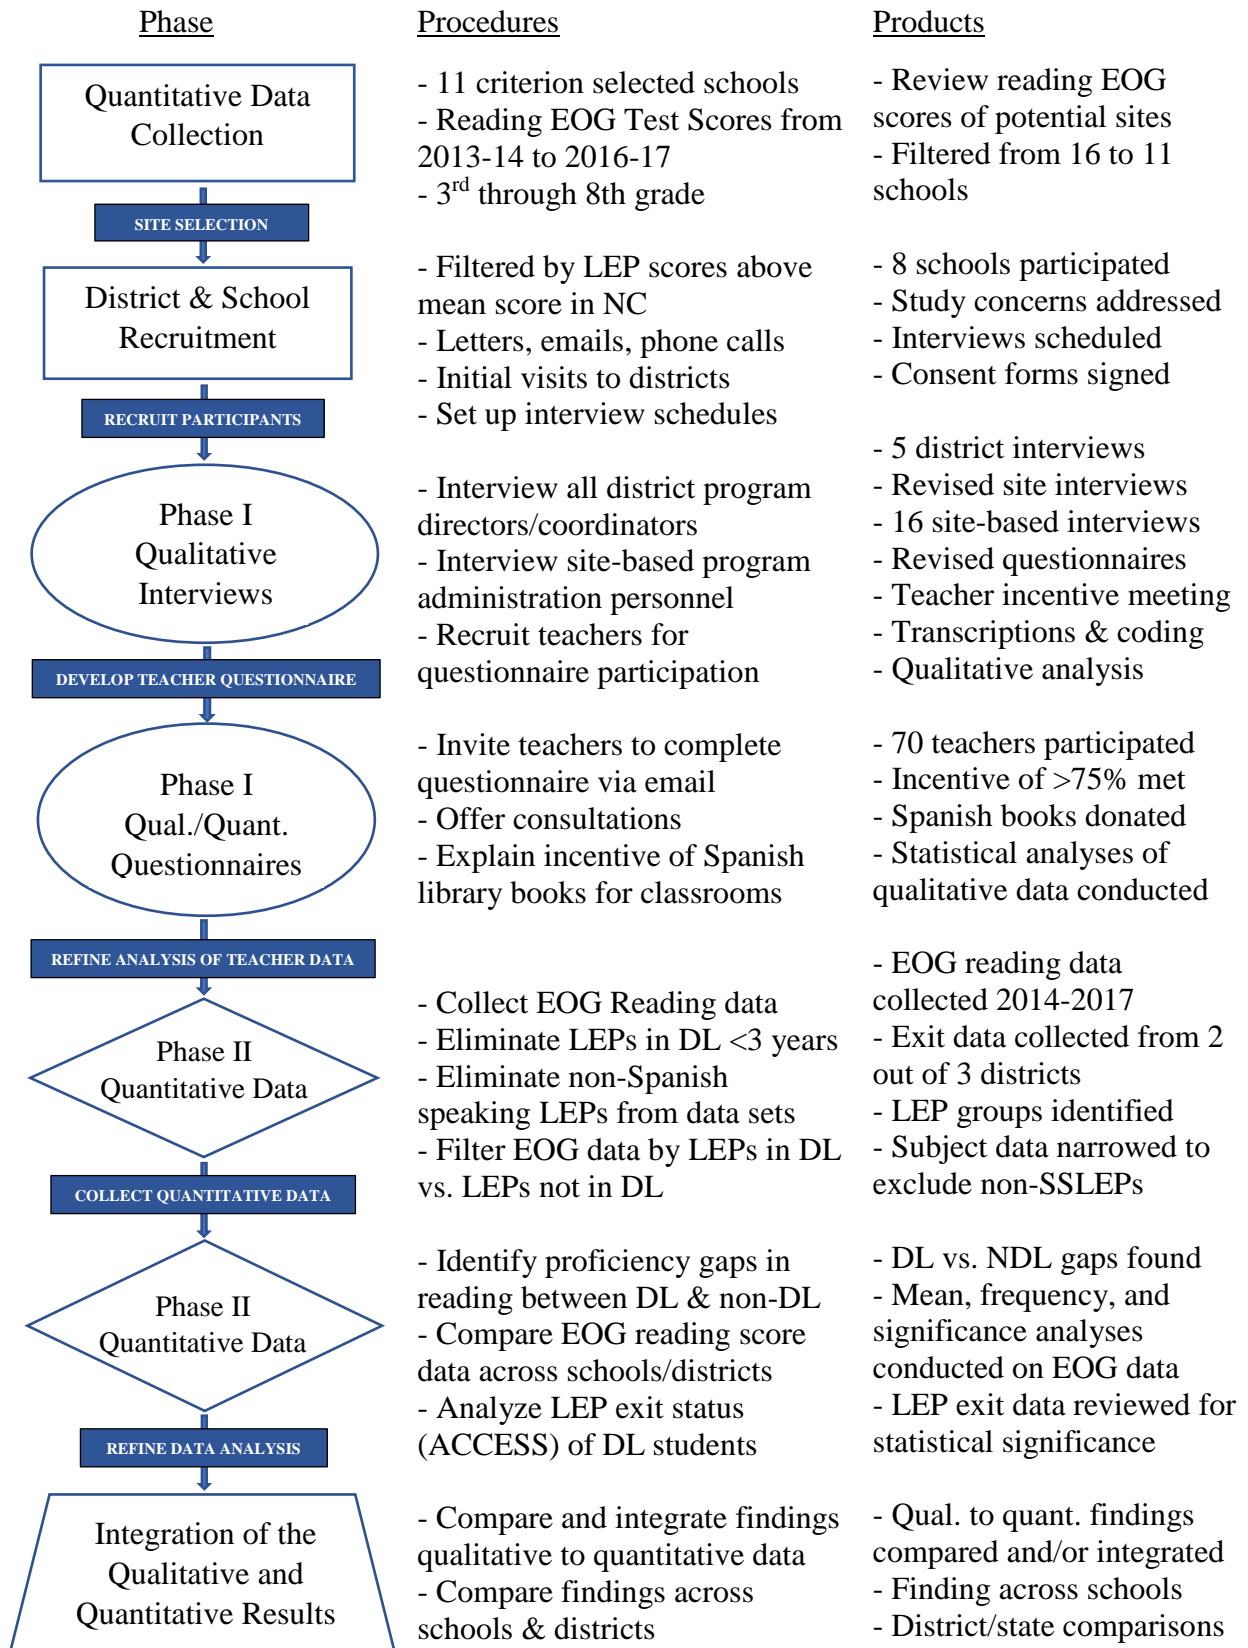 Phase
Procedures
Products
Quantitative Data
Collection
- 11 criterion selected schools
- Reading EOG Test Scores from
2013-14 to 2016-17
- 3rd through 8th grade
- Review reading EOG
scores of potential sites
- Filtered from 16 to 11
schools
SITE SELECTION
District & School
Recruitment
- Filtered by LEP scores above
mean score in NC
- Letters, emails, phone calls
- Initial visits to districts
- Set up interview schedules
- 8 schools participated
- Study concerns addressed
- Interviews scheduled
- Consent forms signed
RECRUIT PARTICIPANTS
Phase I
Qualitative
Interviews
- Interview all district program
directors/coordinators
- Interview site-based program
administration personnel
- Recruit teachers for
questionnaire participation
- 5 district interviews
- Revised site interviews
- 16 site-based interviews
- Revised questionnaires
- Teacher incentive meeting
- Transcriptions & coding
- Qualitative analysis
DEVELOP TEACHER QUESTIONNAIRE
Phase I
Qual./Quant.
Questionnaires
- Invite teachers to complete
questionnaire via email
- Offer consultations
- Explain incentive of Spanish
library books for classrooms
- 70 teachers participated
- Incentive of >75% met
- Spanish books donated
- Statistical analyses of
qualitative data conducted
REFINE ANALYSIS OF TEACHER DATA
Phase II
Quantitative Data
- Collect EOG Reading data
- Eliminate LEPs in DL <3 years
- Eliminate non-Spanish
speaking LEPs from data sets
- Filter EOG data by LEPs in DL
vs. LEPs not in DL
- EOG reading data
collected 2014-2017
- Exit data collected from 2
out of 3 districts
- LEP groups identified
- Subject data narrowed to
exclude non-SSLEPs
COLLECT QUANTITATIVE DATA
Phase II
Quantitative Data
- Identify proficiency gaps in
reading between DL & non-DL
- Compare EOG reading score
data across schools/districts
- Analyze LEP exit status
(ACCESS) of DL students
- DL vs. NDL gaps found
- Mean, frequency, and
significance analyses
conducted on EOG data
- LEP exit data reviewed for
statistical significance
REFINE DATA ANALYSIS
Integration of the
Qualitative and
Quantitative Results
- Compare and integrate findings
qualitative to quantitative data
- Compare findings across
schools & districts
- Qual. to quant. findings
compared and/or integrated
- Finding across schools
- District/state comparisons